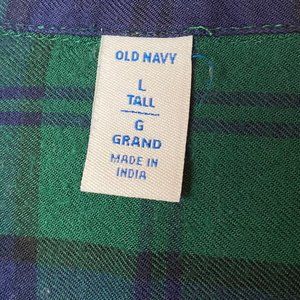 OLD NAVY
L
TALL
G
GRAND
MADE IN
INDIA